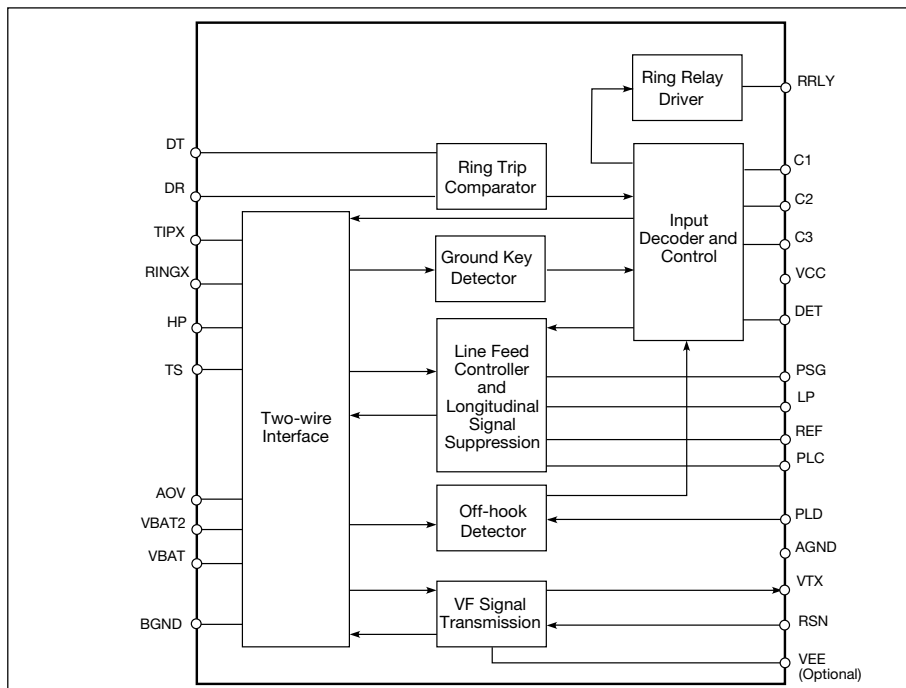 Ring Relay
Driver
RRLY
DT
Ring Trip
Comparator
DR
C1
C2
C3
Input
Decoder and
Control
VCC
DET
TIPX
RINGX
HP
TS
Ground Key
Detector
Two-wire
Interface
Line Feed
Controller
and
Longitudinal
Signal
Suppression
PSG
LP
REF
PLC
AOV
VBAT2
VBAT
BGND
Off-hook
Detector
PLD
AGND
VF Signal
Transmission
VTX
RSN
VEE
(Optional)